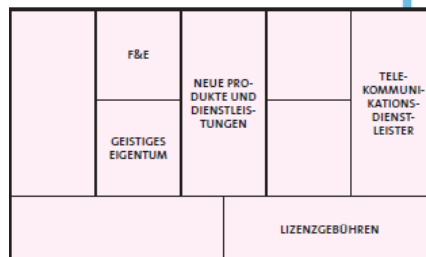 F&E
GEISTIGES
EIGENTUM
NEUE PRO-
DUKTE UND
DIENSTLEIS-
TUNGEN
TELE-
KOMMUNI-
KATIONS-
DIENST-
LEISTER
LIZENZGEBÜHREN